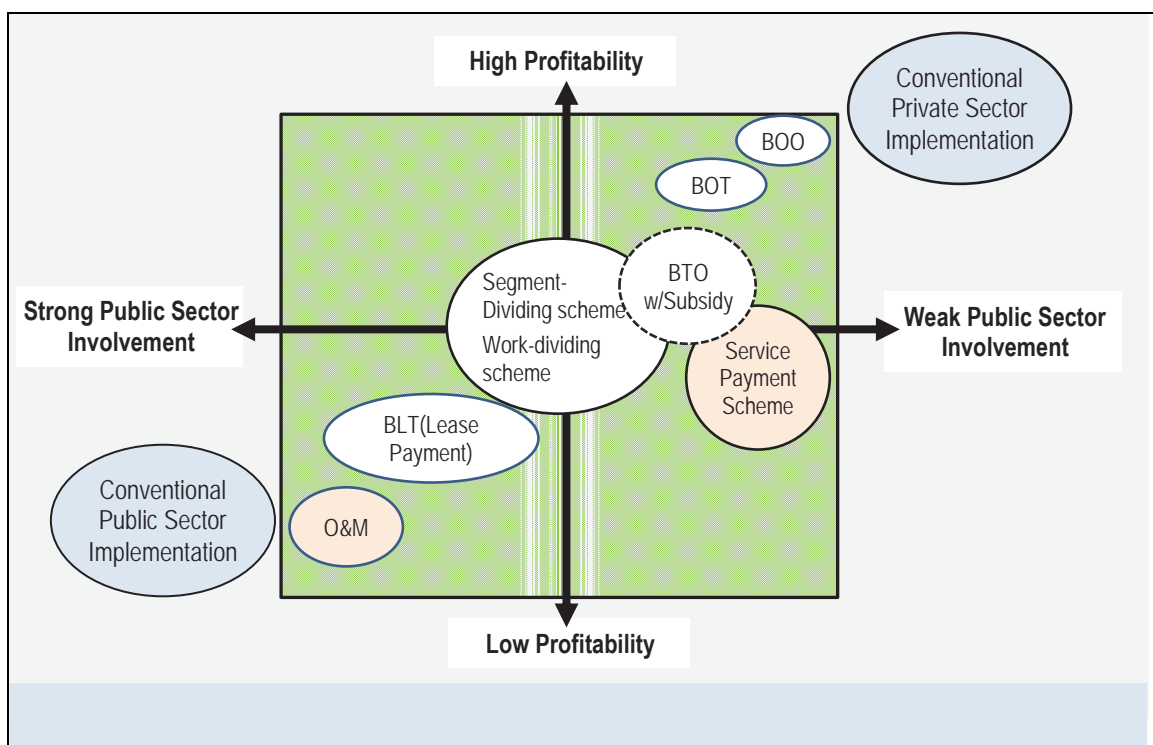 High Profitability
Conventional
Private Sector
Implementation
BOO
BOT
Segment-
Dividing scheme
Work-dividing
scheme
BTO
w/Subsidy
Strong Public Sector
Involvement
Weak Public Sector
Involvement
Service
Payment
Scheme
BLT(Lease
Payment)
Conventional
Public Sector
Implementation
O&M
Low Profitability